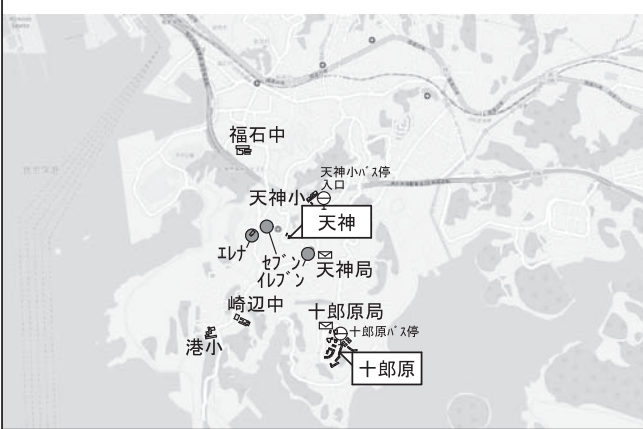 福石中
天神小ﾊﾞｽ停
入口
天神小
天神
エレナ
セブン
イレブン
天神局
崎辺中
十郎原局
十郎原ﾊﾞｽ停
港小
十郎原